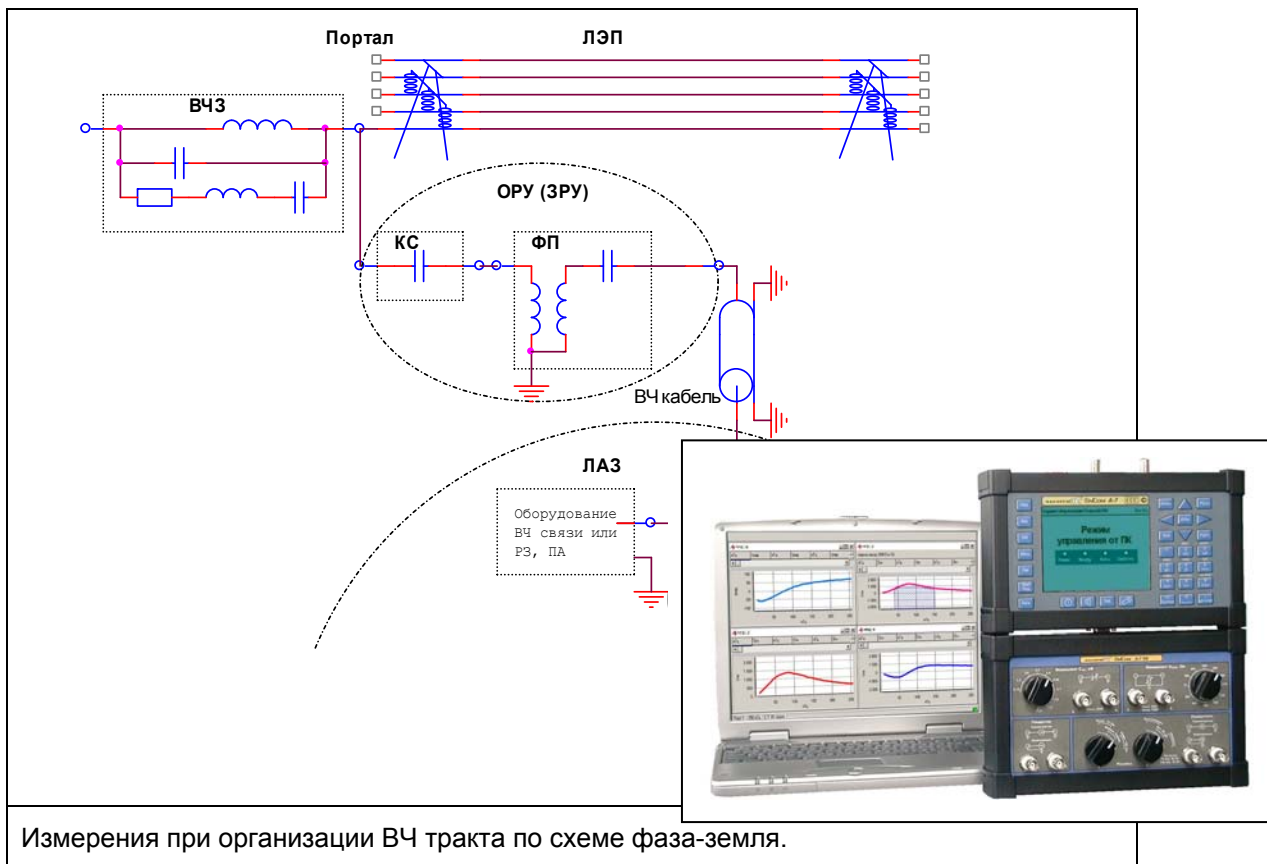 Портал
ЛЭП
ВЧЗ
ОРУ (ЗРУ)
КС
ФП
ВЧ кабель
ЛАЗ
Оборудование
ВЧ связи или
РЗ, ПА
Режим
управления от ПК
Измерения при организации ВЧ тракта по схеме фаза-земля.